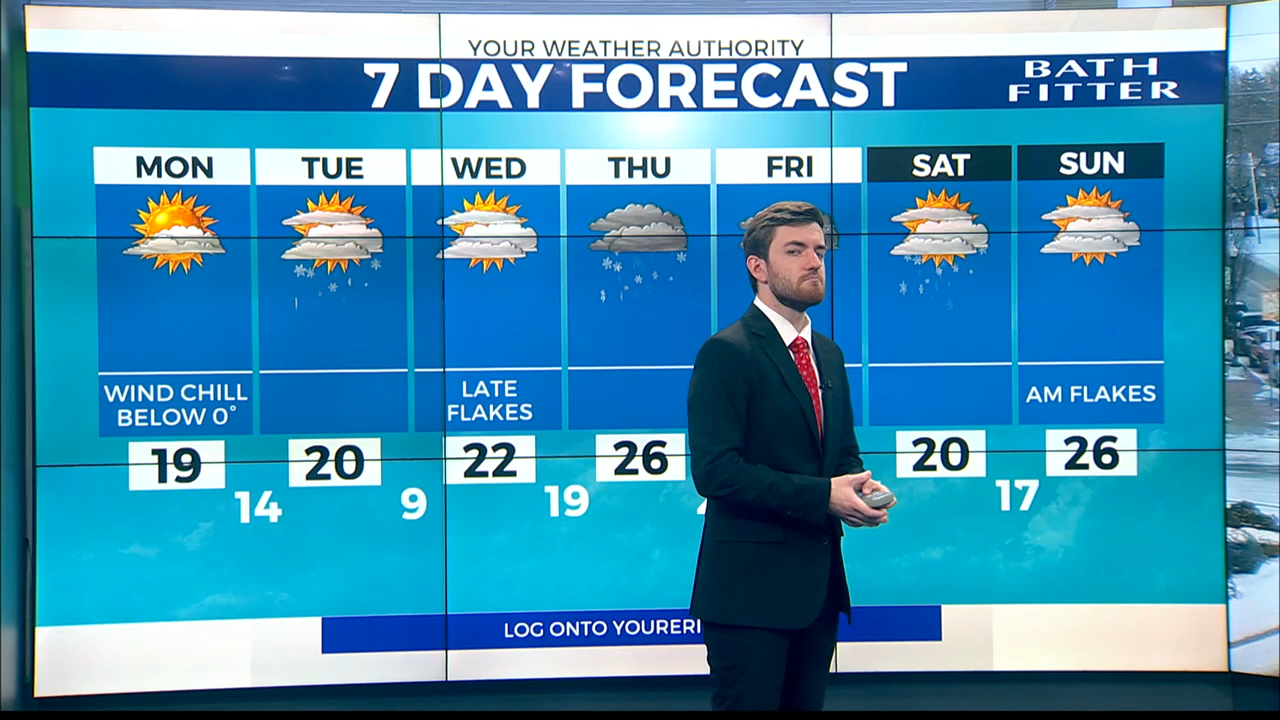 YOUR WEATHER AUTHORITY
7 DAY FORECAST
BATH
FITTER
MON
TUE
WED
THU
FRI
SAT
SUN
WIND CHILL
BELOW 0°
LATE
FLAKES
AM FLAKES
19
20
22
26
20
26
14
9
19
17
LOG ONTO YOURERI